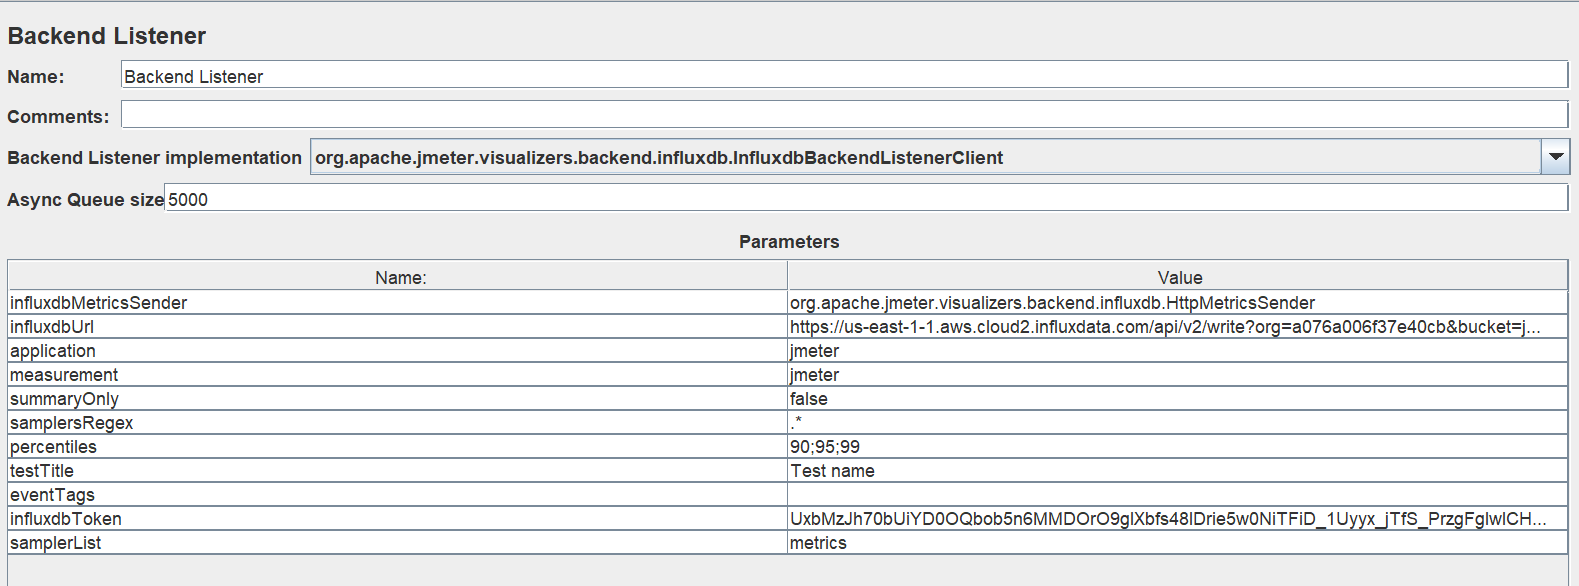 Backend Listener
Name: Backend Listener
Comments:
Backend Listener implementation org.apache.jmeter.visualizers.backend.influxdb.InfluxdbBackendListenerClient
Async Queue size 5000
Parameters
Name: Value
influxdbMetricsSender org.apache.jmeter.visualizers.backend.influxdb.HttpMetricsSender
influxdbUrl https://us-east-1-1.aws.cloud2.influxdata.com/api/v2/write?org=a076a006f37e40cb&bucket=j...
application jmeter
measurement jmeter
summaryOnly false
samplersRegex .*
percentiles 90;95;99
testTitle Test name
eventTags
influxdbToken
samplerList metrics